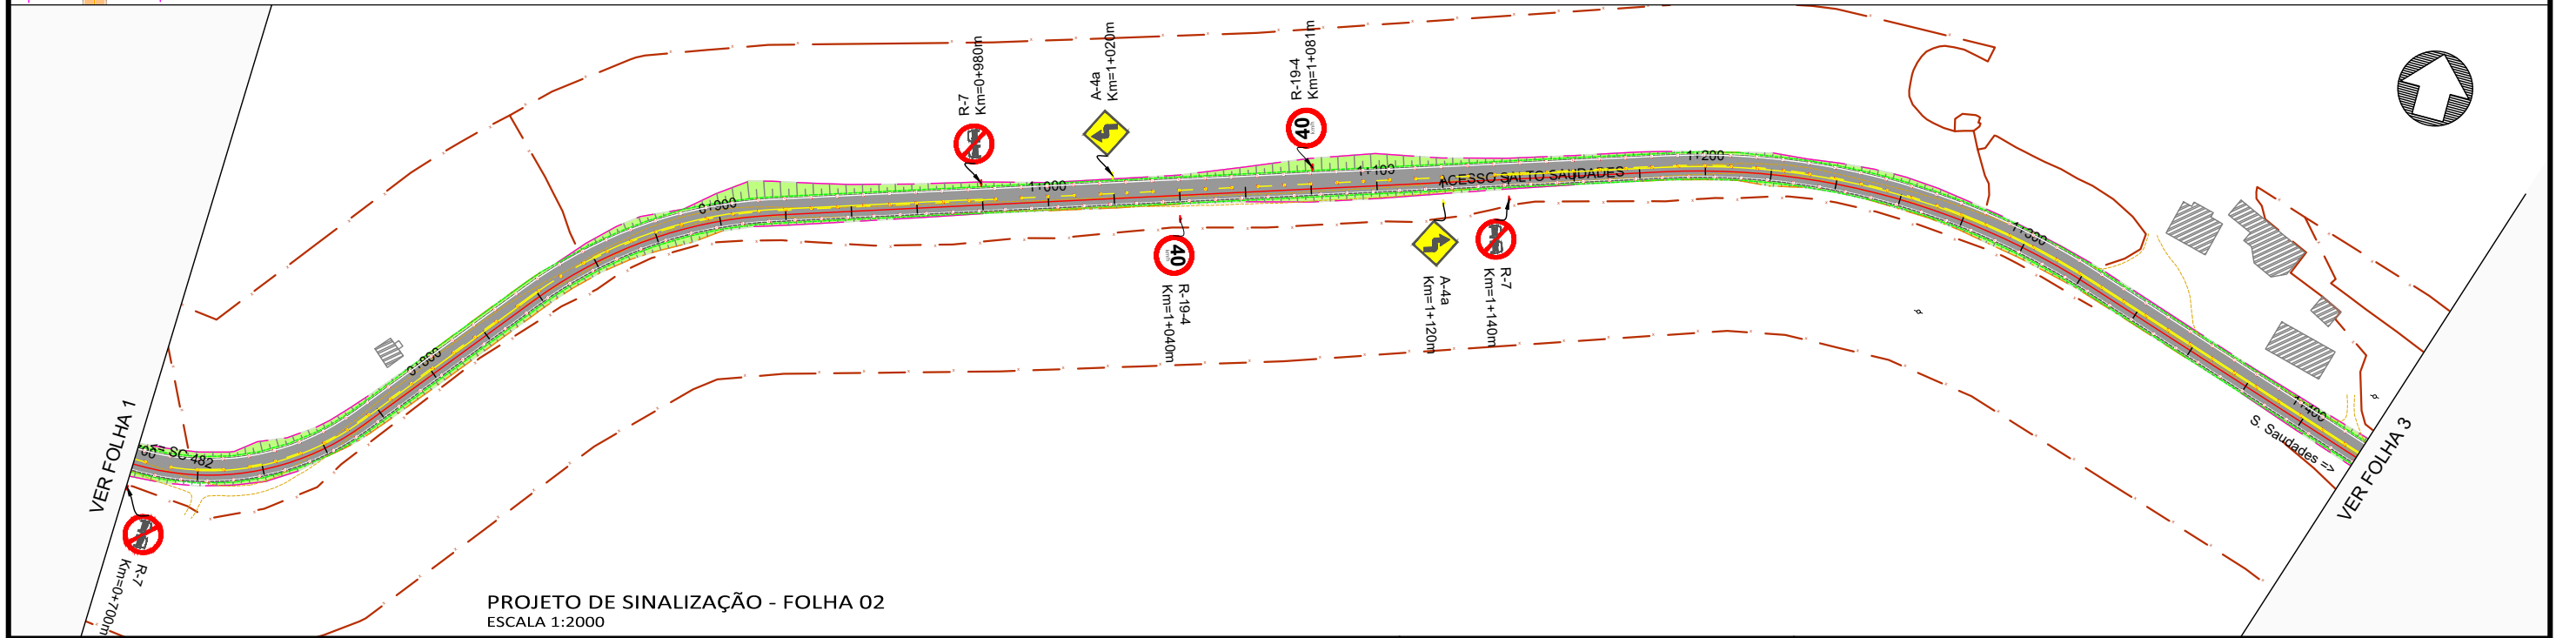 R-7
Km=0+980m
A-4a
Km=1+020m
R-19-4
Km=1+081m
40
km/h
0+900
1+000
1+100
1+200
ACESSO SALTO SAUDADES
1+300
40
km/h
R-19-4
Km=1+040m
A-4a
Km=1+120m
R-7
Km=1+140m
0+800
1+400
S. Saudades =>
VER FOLHA 1
= SC 482
VER FOLHA 3
R-7
Km=0+700m
PROJETO DE SINALIZAÇÃO - FOLHA 02
ESCALA 1:2000